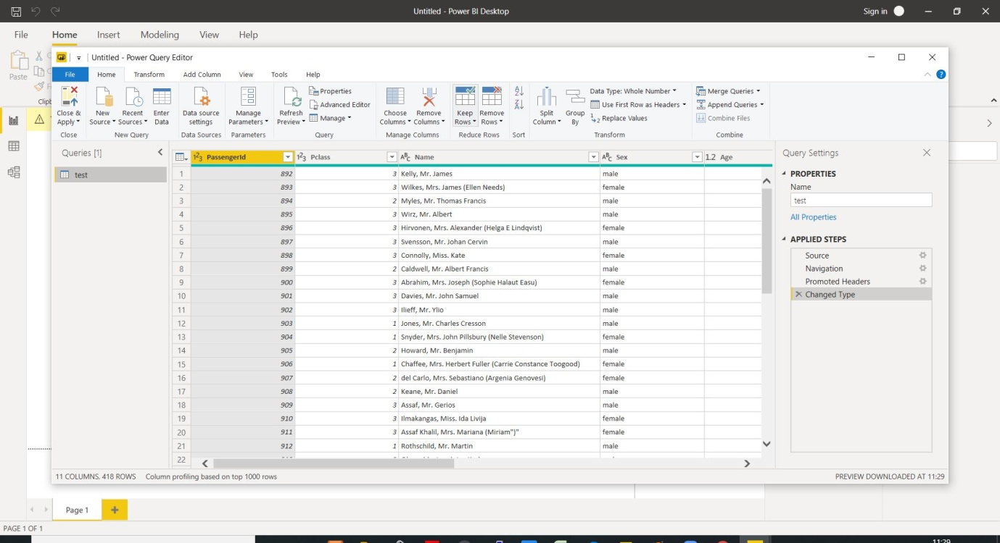 Untitled - Power BI Desktop
Sign in
File Home Insert Modeling View Help
Untitled - Power Query Editor
Paste
File Home Transform Add Column View Tools Help
Properties
Data Type: Whole Number
Merge Queries
Advanced Editor
Use First Row as Headers
Append Queries
Close & Apply
New Source
Recent Sources
Enter Data
Data source settings
Manage Parameters
Refresh Preview
Manage
Choose Columns
Remove Columns
Keep Rows
Remove Rows
Split Column
Group By
Replace Values
Combine Files
Clipb
Close New Query Data Sources Parameters Query Manage Columns Reduce Rows Sort Transform Combine
Queries [1]
test
PassengerId Pclass Name Sex 1.2 Age
1 892 3 Kelly, Mr. James male
2 893 3 Wilkes, Mrs. James (Ellen Needs) female
3 894 2 Myles, Mr. Thomas Francis male
4 895 3 Wirz, Mr. Albert male
5 896 3 Hirvonen, Mrs. Alexander (Helga E Lindqvist) female
6 897 3 Svensson, Mr. Johan Cervin male
7 898 3 Connolly, Miss. Kate female
8 899 2 Caldwell, Mr. Albert Francis male
9 900 3 Abrahim, Mrs. Joseph (Sophie Halaut Easu) female
10 901 3 Davies, Mr. John Samuel male
11 902 3 Ilieff, Mr. Ylio male
12 903 1 Jones, Mr. Charles Cresson male
13 904 1 Snyder, Mrs. John Pillsbury (Nelle Stevenson) female
14 905 2 Howard, Mr. Benjamin male
15 906 1 Chaffee, Mrs. Herbert Fuller (Carrie Constance Toogood) female
16 907 2 del Carlo, Mrs. Sebastiano (Argenia Genovesi) female
17 908 2 Keane, Mr. Daniel male
18 909 3 Assaf, Mr. Gerios male
19 910 3 Ilmakangas, Miss. Ida Livija female
20 911 3 Assaf Khalil, Mrs. Mariana (Miriam")" female
21 912 1 Rothschild, Mr. Martin male
22
Query Settings
PROPERTIES
Name
test
All Properties
APPLIED STEPS
Source
Navigation
Promoted Headers
Changed Type
11 COLUMNS, 418 ROWS Column profiling based on top 1000 rows
PREVIEW DOWNLOADED AT 11:29
Page 1
PAGE 1 OF 1
11:29